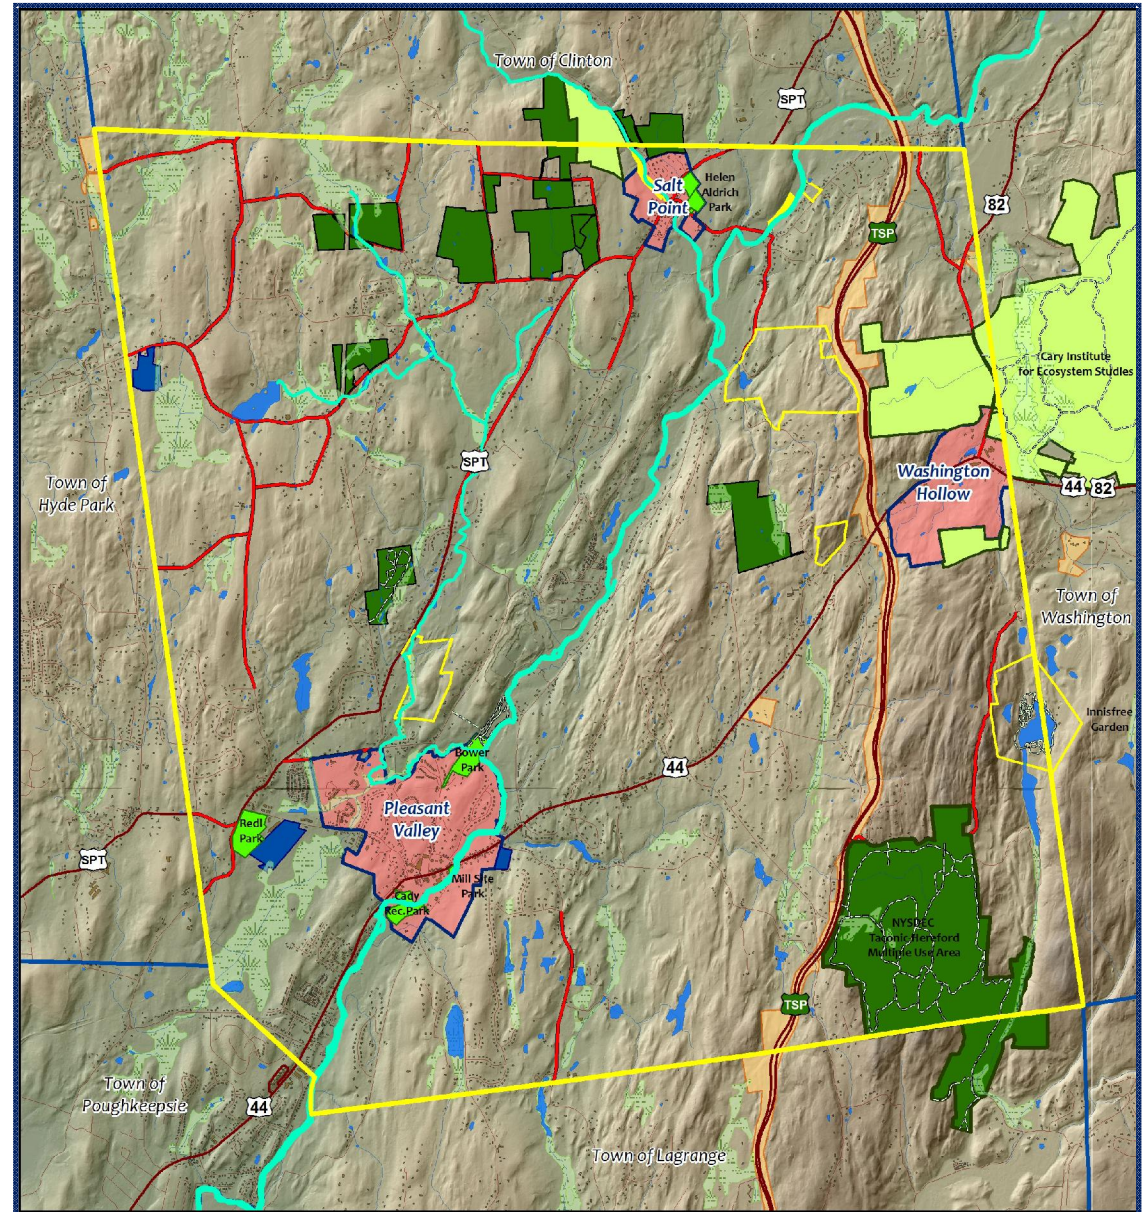 Town of Clinton
SPT
Helen
Aldrich
Park
Salt
Point
82
TSP
Cary Institute
for Ecosystem Studies
SPT
Washington
Hollow
44 82
Town of
Hyde Park
Town of
Washington
Innisfree
Garden
Bower
Park
44
Pleasant
Valley
Redl
Park
SPT
Mill Site
Park
Cady
Rec.Park
NYSDEC
Taconic Hereford
Multiple Use Area
TSP
Town of
Poughkeepsie
44
Town of Lagrange